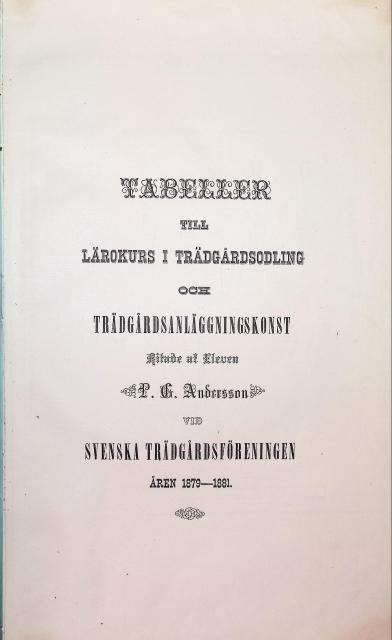 TABELLER
TILL
LÄROKURS I TRÄDGÅRDSODLING
OCH
TRÄDGÅRDSANLÄGGNINGSKONST
Ritade af Eleven
P. G. Andersson
VID
SVENSKA TRÄDGÅRDSFÖRENINGEN
ÅREN 1879—1881.